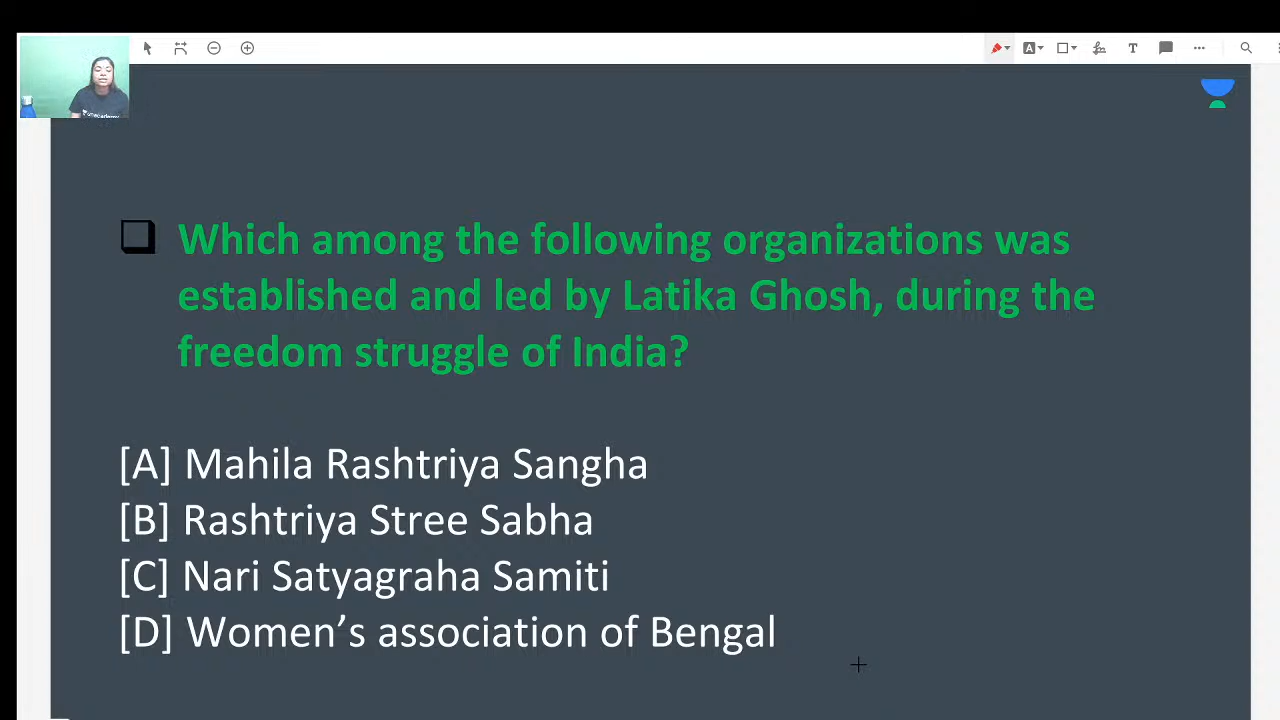 Which among the following organizations was
established and led by Latika Ghosh, during the
freedom struggle of India?
[A] Mahila Rashtriya Sangha
[B] Rashtriya Stree Sabha
[C] Nari Satyagraha Samiti
[D] Women’s association of Bengal